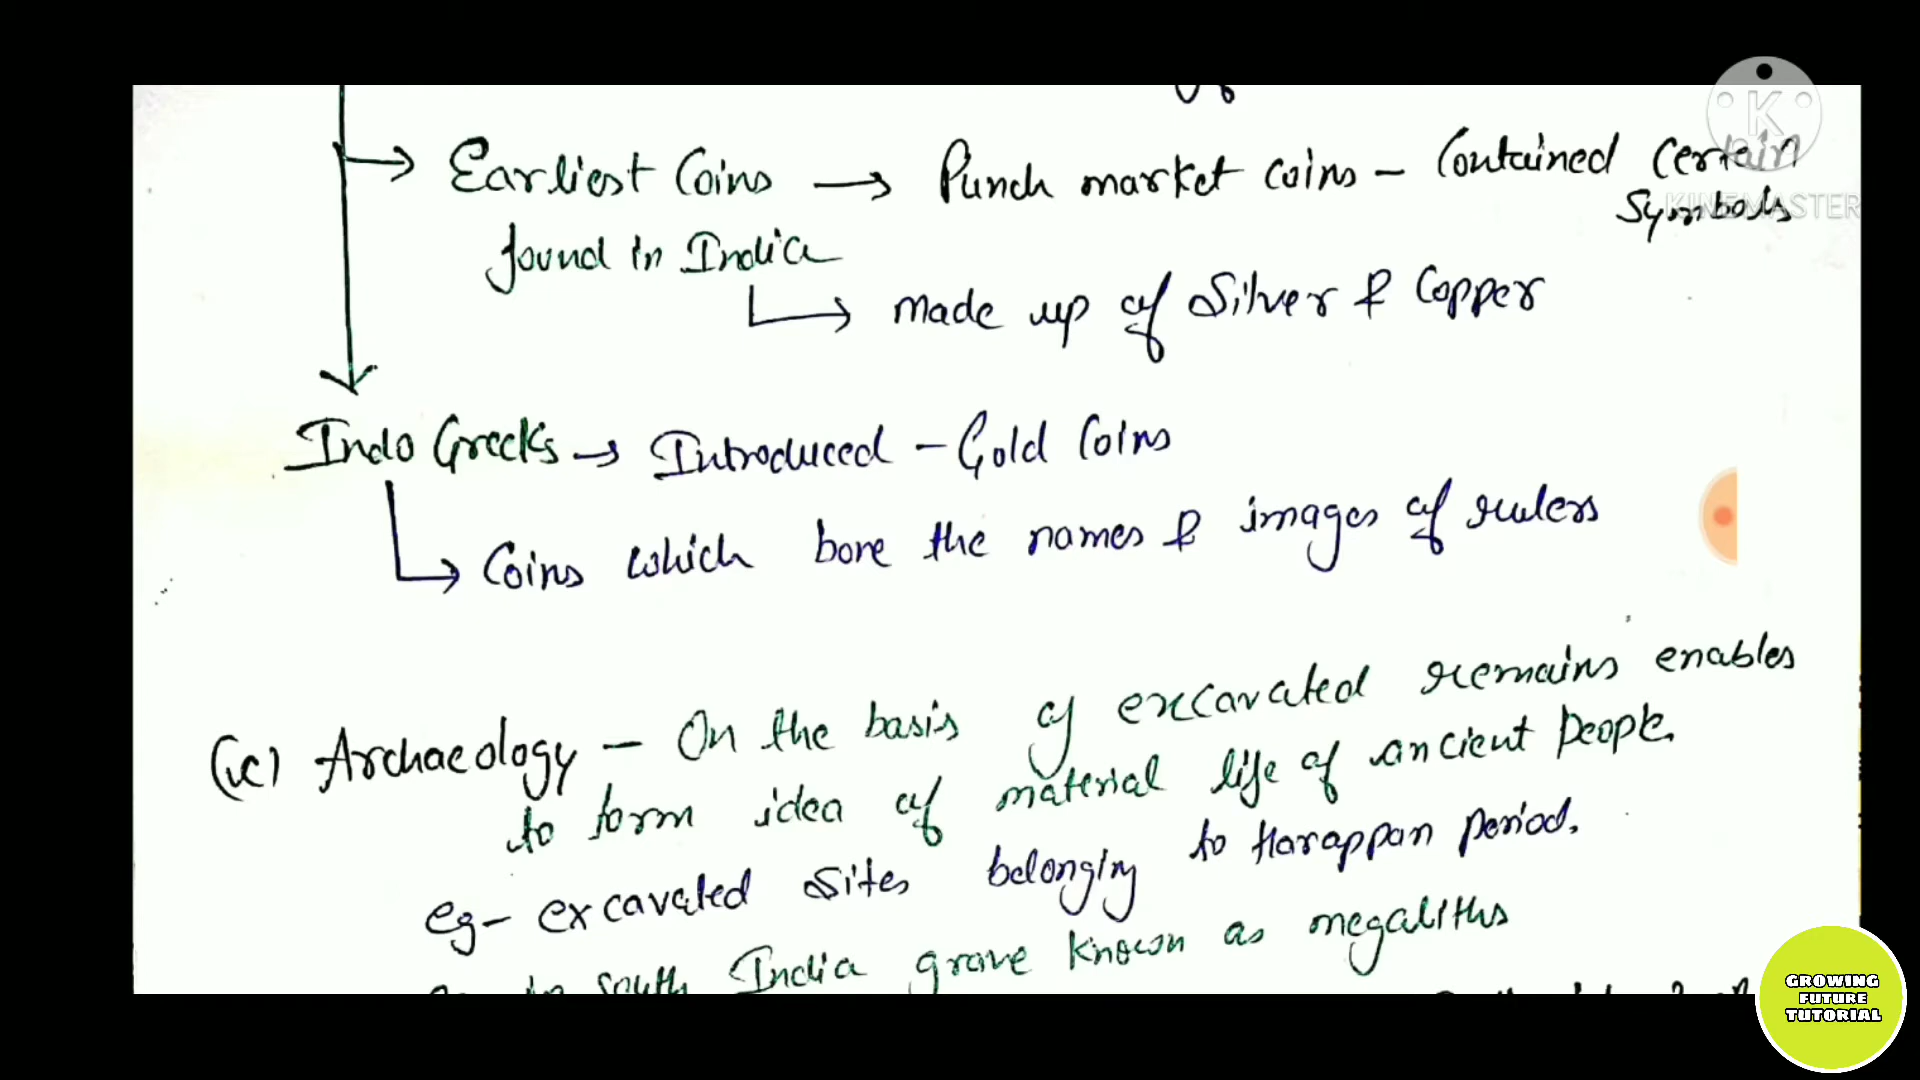 Earliest Coins → Punch market coins - Contained Certain
Symbols
found in India
→ made up of Silver & Copper
Indo Greeks → Introduced - Gold Coins
→ Coins which bore the names & images of rulers
Archaeology - On the basis of excavated remains enables
to form idea of material life of ancient people.
eg- excavated sites belonging to Harappan period.
in south India grave known as megaliths
K
KINEMASTER
GROWING
FUTURE
TUTORIAL